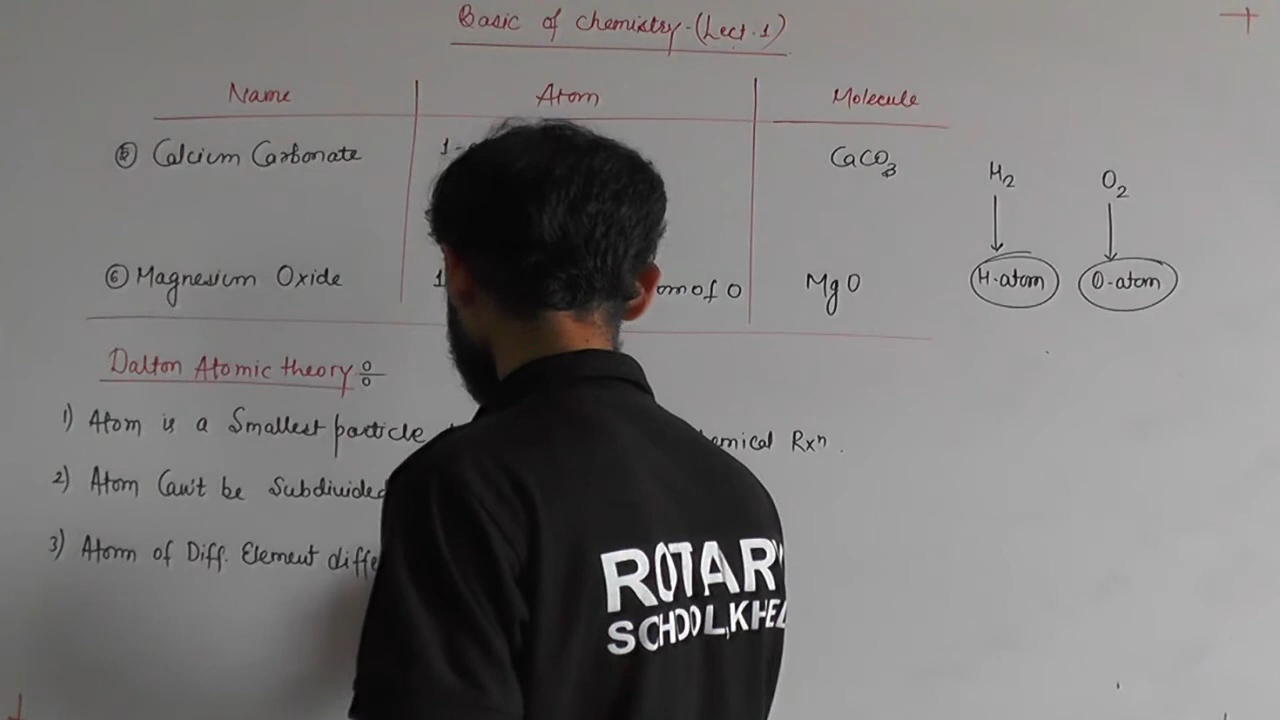 Basic of chemistry-(Lect.1)
Name Atom Molecule
⑤ Calcium Carbonate 1- CaCO3
⑥ Magnesium Oxide 1 of O MgO
H2 O2
H-atom O-atom
Dalton Atomic theory
1) Atom is a Smallest particle Rxn.
2) Atom Can't be Subdivided
3) Atom of Diff. Element
ROTARY
SCHOOL,